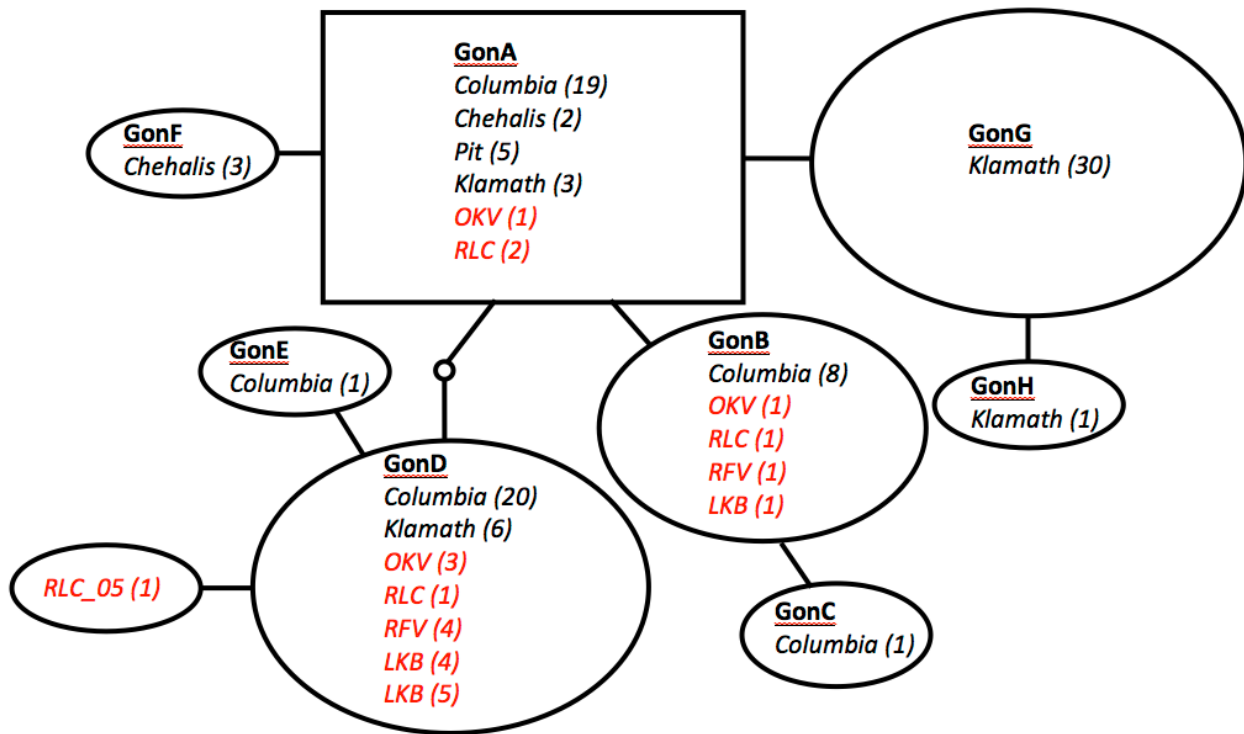 GonA
Columbia (19)
Chehalis (2)
Pit (5)
Klamath (3)
OKV (1)
RLC (2)
GonF
Chehalis (3)
GonG
Klamath (30)
GonE
Columbia (1)
GonB
Columbia (8)
OKV (1)
RLC (1)
RFV (1)
LKB (1)
GonH
Klamath (1)
GonD
Columbia (20)
Klamath (6)
OKV (3)
RLC (1)
RFV (4)
LKB (4)
LKB (5)
RLC_05 (1)
GonC
Columbia (1)